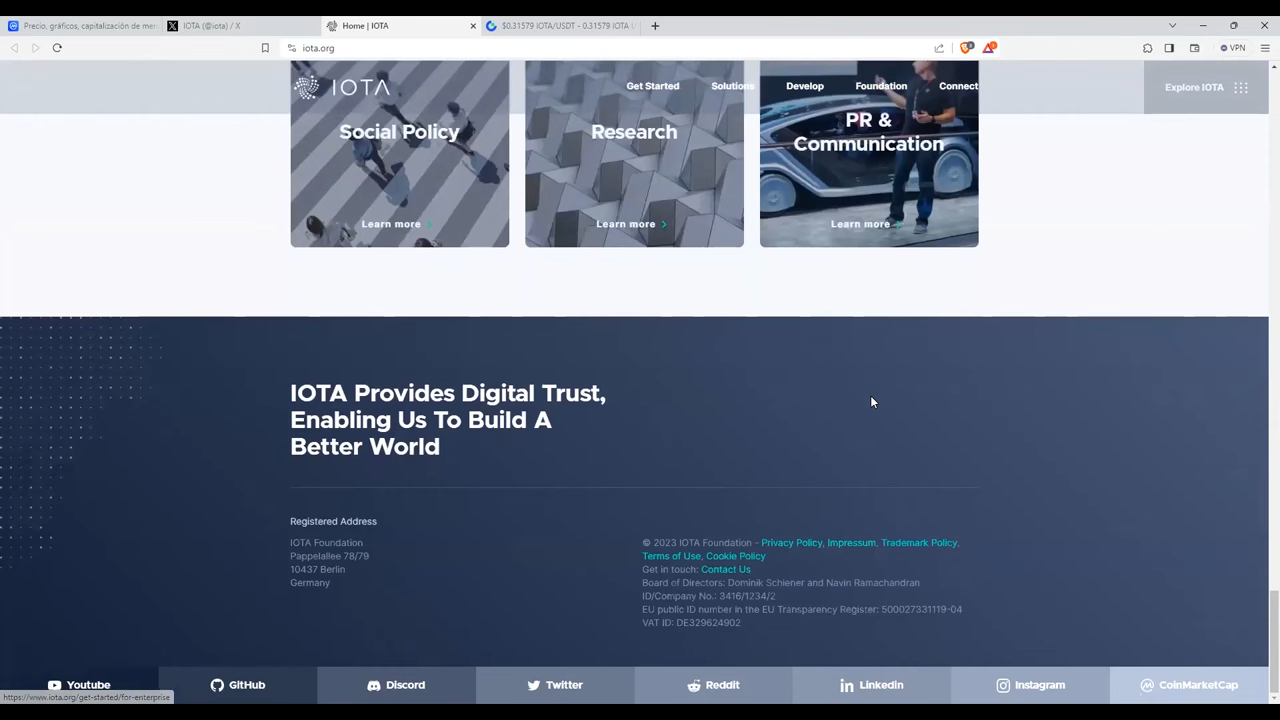 Precio, gráficos, capitalización de mer
IOTA (@iota) / X
Home | IOTA
$0.31579 IOTA/USDT - 0.31579 IOTA U
iota.org
VPN
IOTA
Get Started
Solutions
Develop
Foundation
Connect
Explore IOTA
Social Policy
Learn more
Research
Learn more
PR &
Communication
Learn more
IOTA Provides Digital Trust,
Enabling Us To Build A
Better World
Registered Address
IOTA Foundation
Pappelallee 78/79
10437 Berlin
Germany
© 2023 IOTA Foundation - Privacy Policy, Impressum, Trademark Policy,
Terms of Use, Cookie Policy
Get in touch: Contact Us
Board of Directors: Dominik Schiener and Navin Ramachandran
ID/Company No.: 3416/1234/2
EU public ID number in the EU Transparency Register: 500027331119-04
VAT ID: DE329624902
Youtube
GitHub
Discord
Twitter
Reddit
Linkedin
Instagram
CoinMarketCap
https://www.iota.org/get-started/for-enterprise